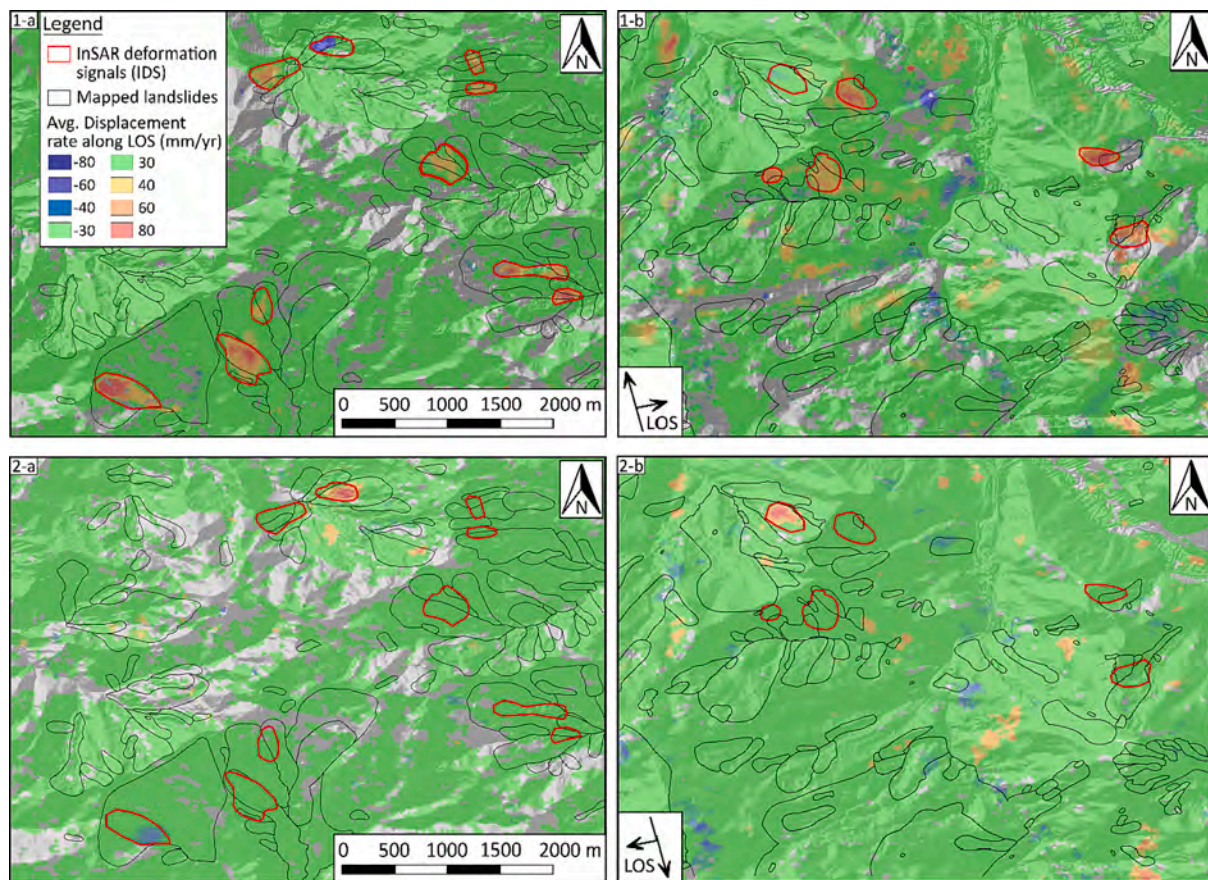 1-a
Legend
InSAR deformation
signals (IDS)
Mapped landslides
Avg. Displacement
rate along LOS (mm/yr)
-80 30
-60 40
-40 60
-30 80
N
0 500 1000 1500 2000 m
1-b
N
LOS
2-a
N
0 500 1000 1500 2000 m
2-b
N
LOS